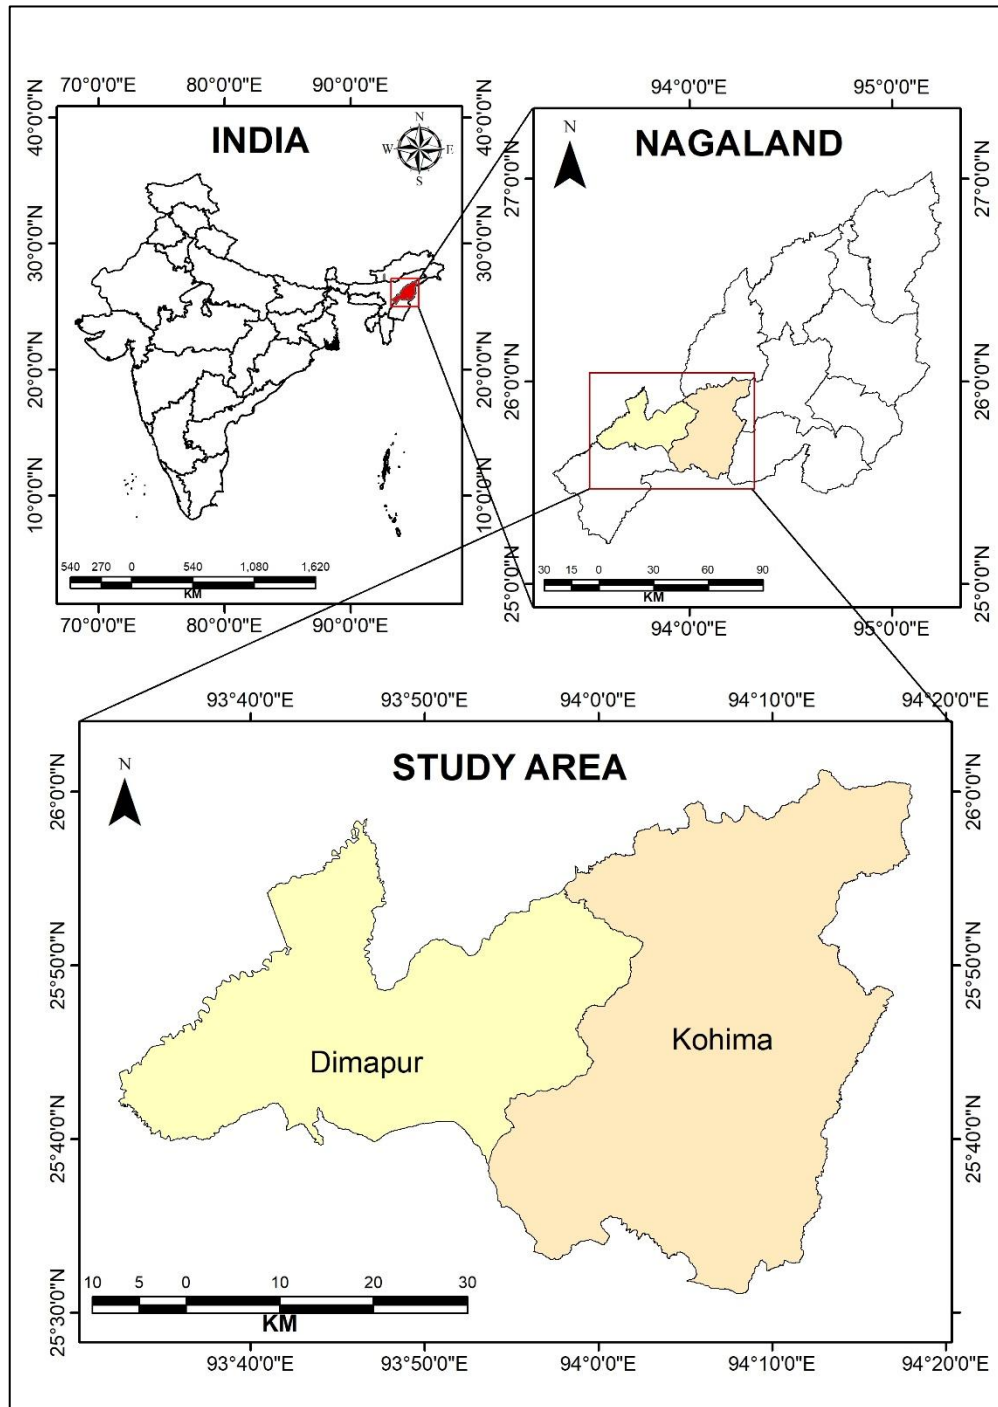 70°0'0"E 80°0'0"E 90°0'0"E
INDIA
N
W E
S
40°0'0"N
30°0'0"N
20°0'0"N
10°0'0"N
40°0'0"N
30°0'0"N
20°0'0"N
10°0'0"N
540 270 0 540 1,080 1,620
KM
70°0'0"E 80°0'0"E 90°0'0"E
94°0'0"E 95°0'0"E
N
NAGALAND
27°0'0"N
26°0'0"N
25°0'0"N
27°0'0"N
26°0'0"N
25°0'0"N
30 15 0 30 60 90
KM
94°0'0"E 95°0'0"E
93°40'0"E 93°50'0"E 94°0'0"E 94°10'0"E 94°20'0"E
N
STUDY AREA
26°0'0"N
25°50'0"N
25°40'0"N
25°30'0"N
26°0'0"N
25°50'0"N
25°40'0"N
25°30'0"N
Dimapur
Kohima
10 5 0 10 20 30
KM
93°40'0"E 93°50'0"E 94°0'0"E 94°10'0"E 94°20'0"E